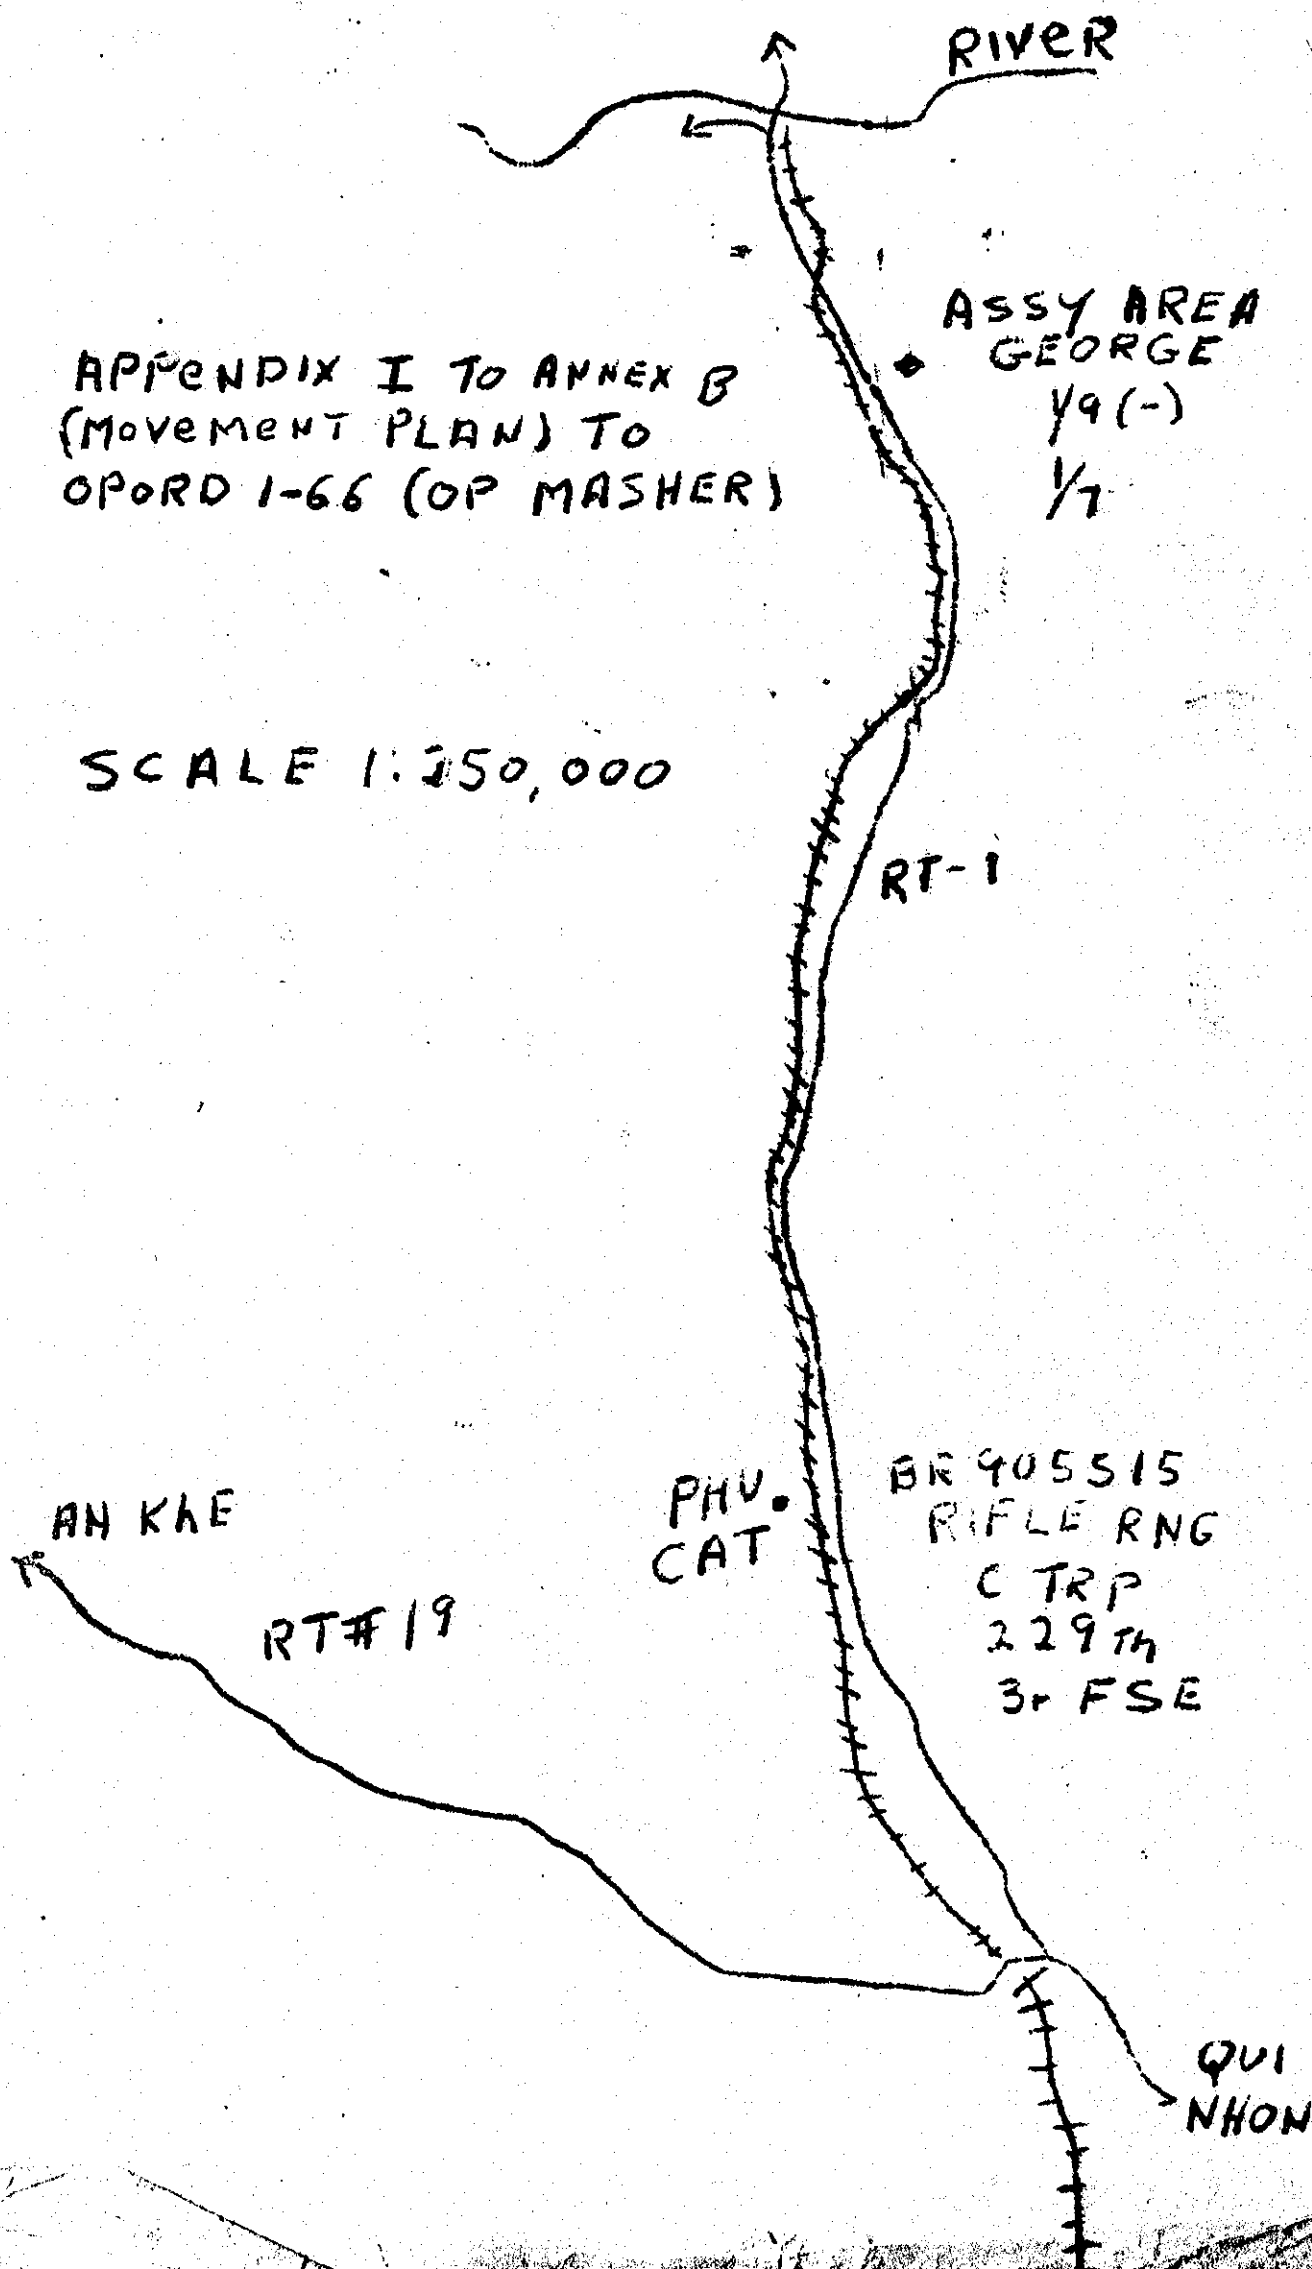 RIVER
ASSY AREA
GEORGE
1/9 (-)
1/7
APPENDIX I TO ANNEX B
(MOVEMENT PLAN) TO
OPORD 1-66 (OP MASHER)
SCALE 1:250,000
RT-1
PHU
CAT
BR 905515
RIFLE RNG
C TRP
229Th
FSE
AN KhE
RT#19
QUI
NHON